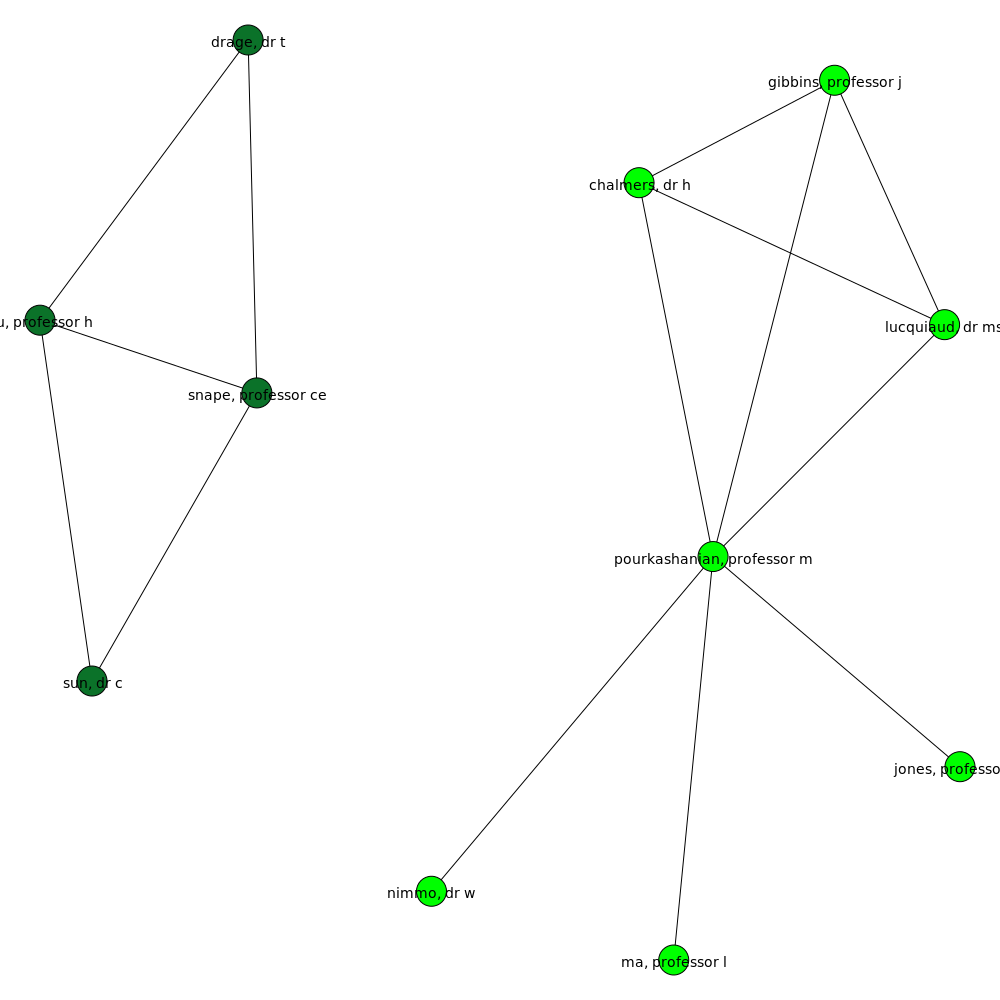 drage, dr t
gibbins, professor j
chalmers, dr h
u, professor h
lucquiaud, dr ms
snape, professor ce
pourkashanian, professor m
sun, dr c
jones, professo
nimmo, dr w
ma, professor l